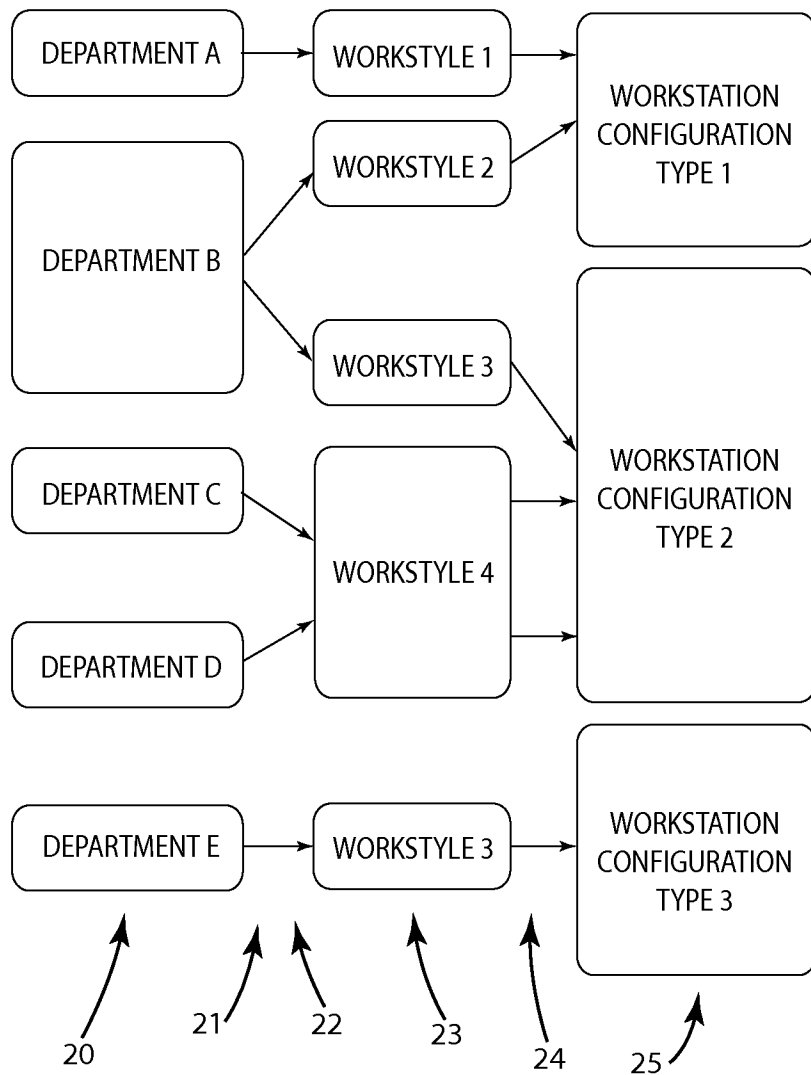 DEPARTMENT A
WORKSTYLE 1
WORKSTATION
CONFIGURATION
TYPE 1
WORKSTYLE 2
DEPARTMENT B
WORKSTYLE 3
DEPARTMENT C
WORKSTYLE 4
WORKSTATION
CONFIGURATION
TYPE 2
DEPARTMENT D
DEPARTMENT E
WORKSTYLE 3
WORKSTATION
CONFIGURATION
TYPE 3
20
21
22
23
24
25